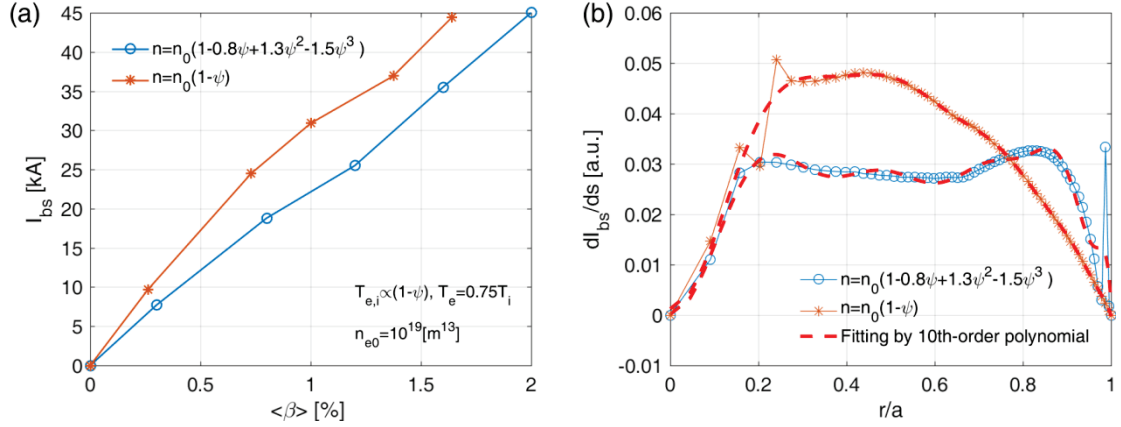 (a)
45
40
35
30
25
20
15
10
5
0
I_bs [kA]
n=n_0(1-0.8ψ+1.3ψ^2-1.5ψ^3)
n=n_0(1-ψ)
T_e,i∝(1-ψ), T_e=0.75T_i
n_e0=10^19[m^13]
0 0.5 1 1.5 2
<β> [%]
(b)
0.06
0.05
0.04
0.03
0.02
0.01
0
-0.01
dI_bs/ds [a.u.]
n=n_0(1-0.8ψ+1.3ψ^2-1.5ψ^3)
n=n_0(1-ψ)
Fitting by 10th-order polynomial
0 0.2 0.4 0.6 0.8 1
r/a